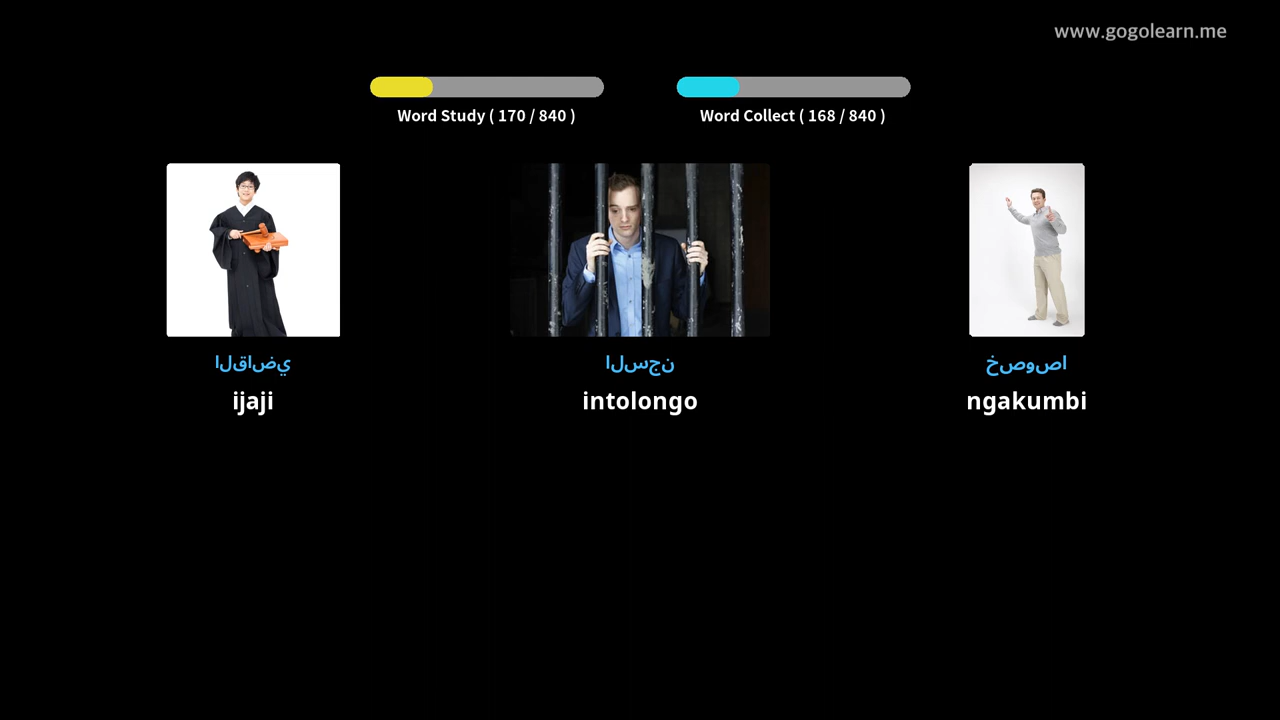 www.gogolearn.me
Word Study ( 170 / 840 )
Word Collect ( 168 / 840 )
القاضي
السجن
خصوصا
ijaji
intolongo
ngakumbi